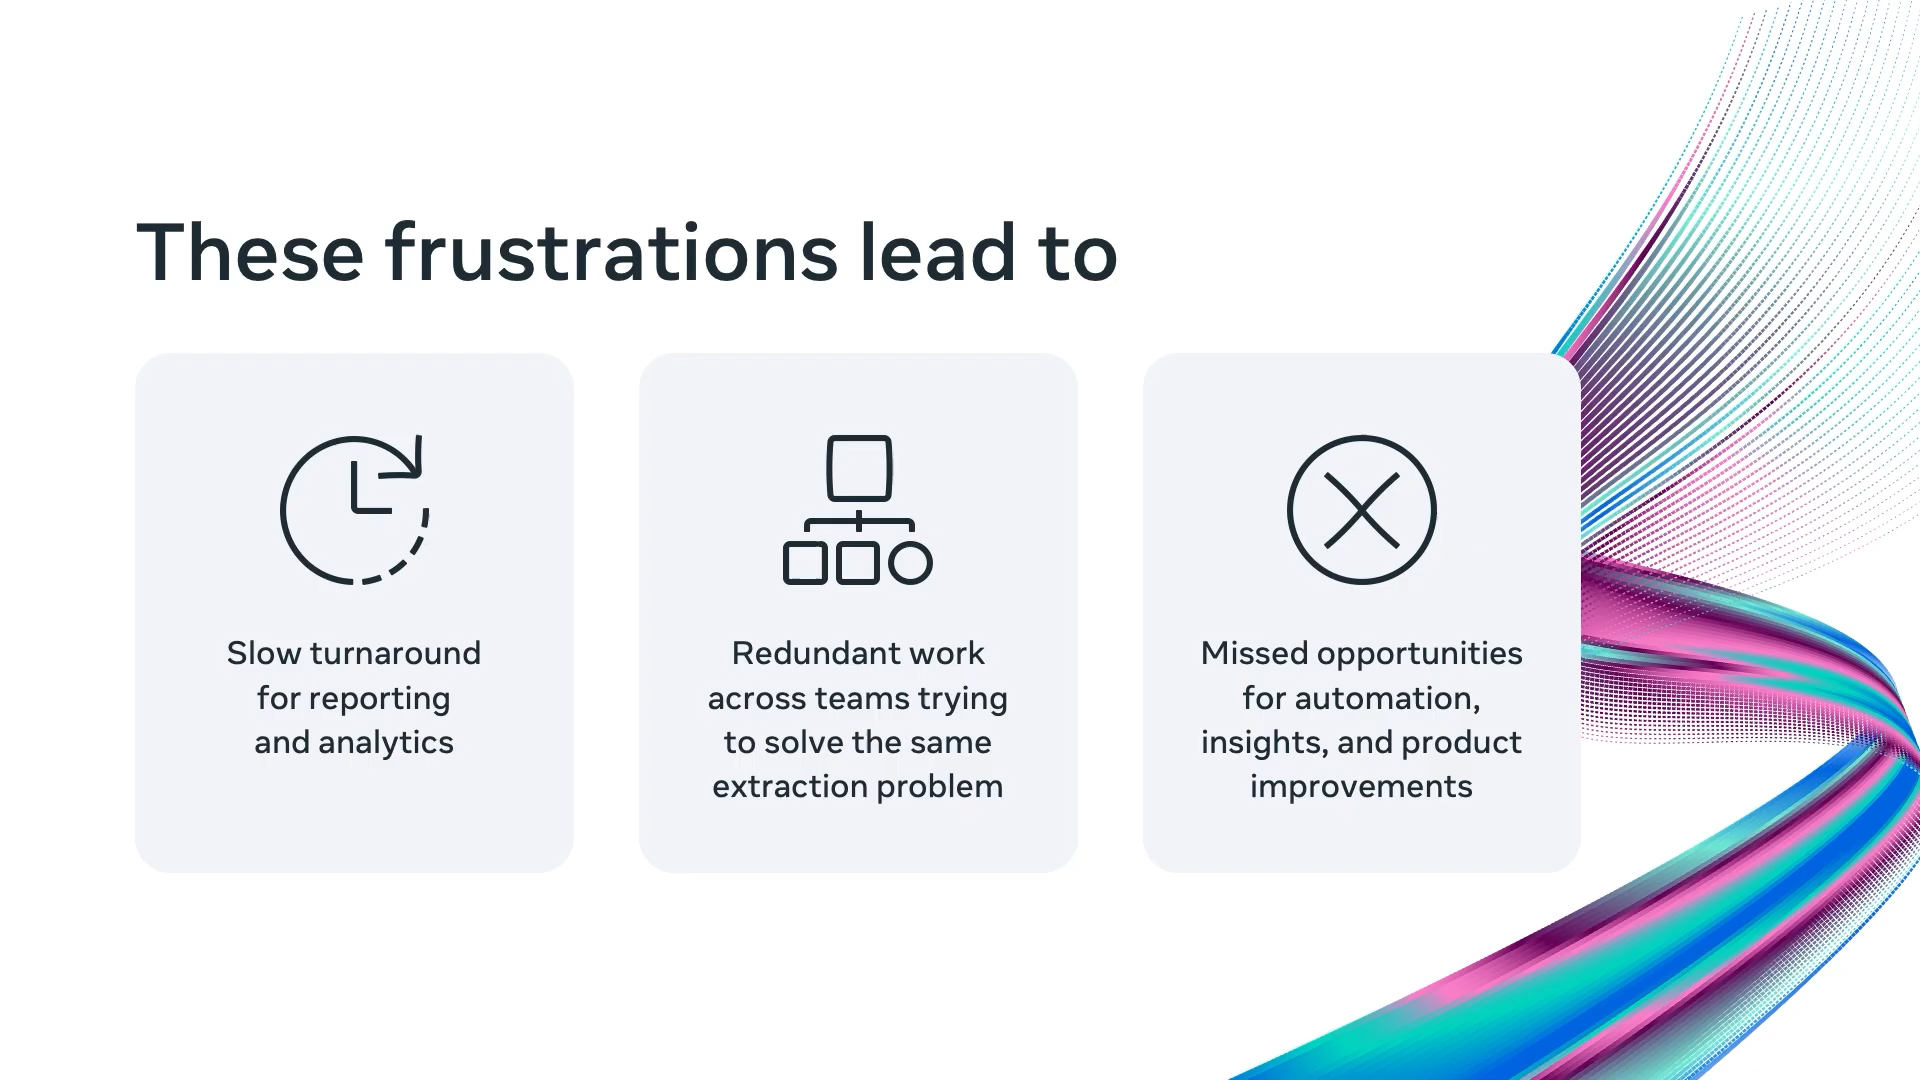 These frustrations lead to
Slow turnaround
for reporting
and analytics
Redundant work
across teams trying
to solve the same
extraction problem
Missed opportunities
for automation,
insights, and product
improvements